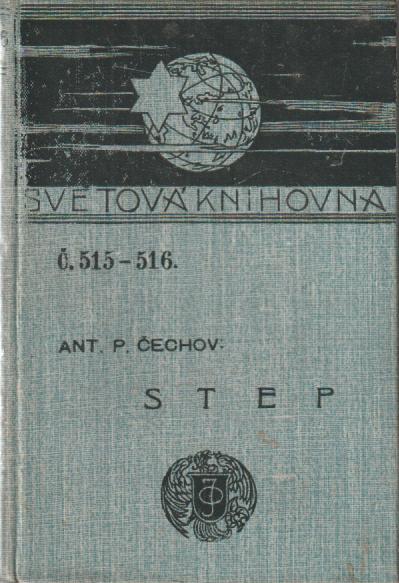 SVĚTOVÁ KNIHOVNA
Č. 515–516.
ANT. P. ČECHOV:
STEP